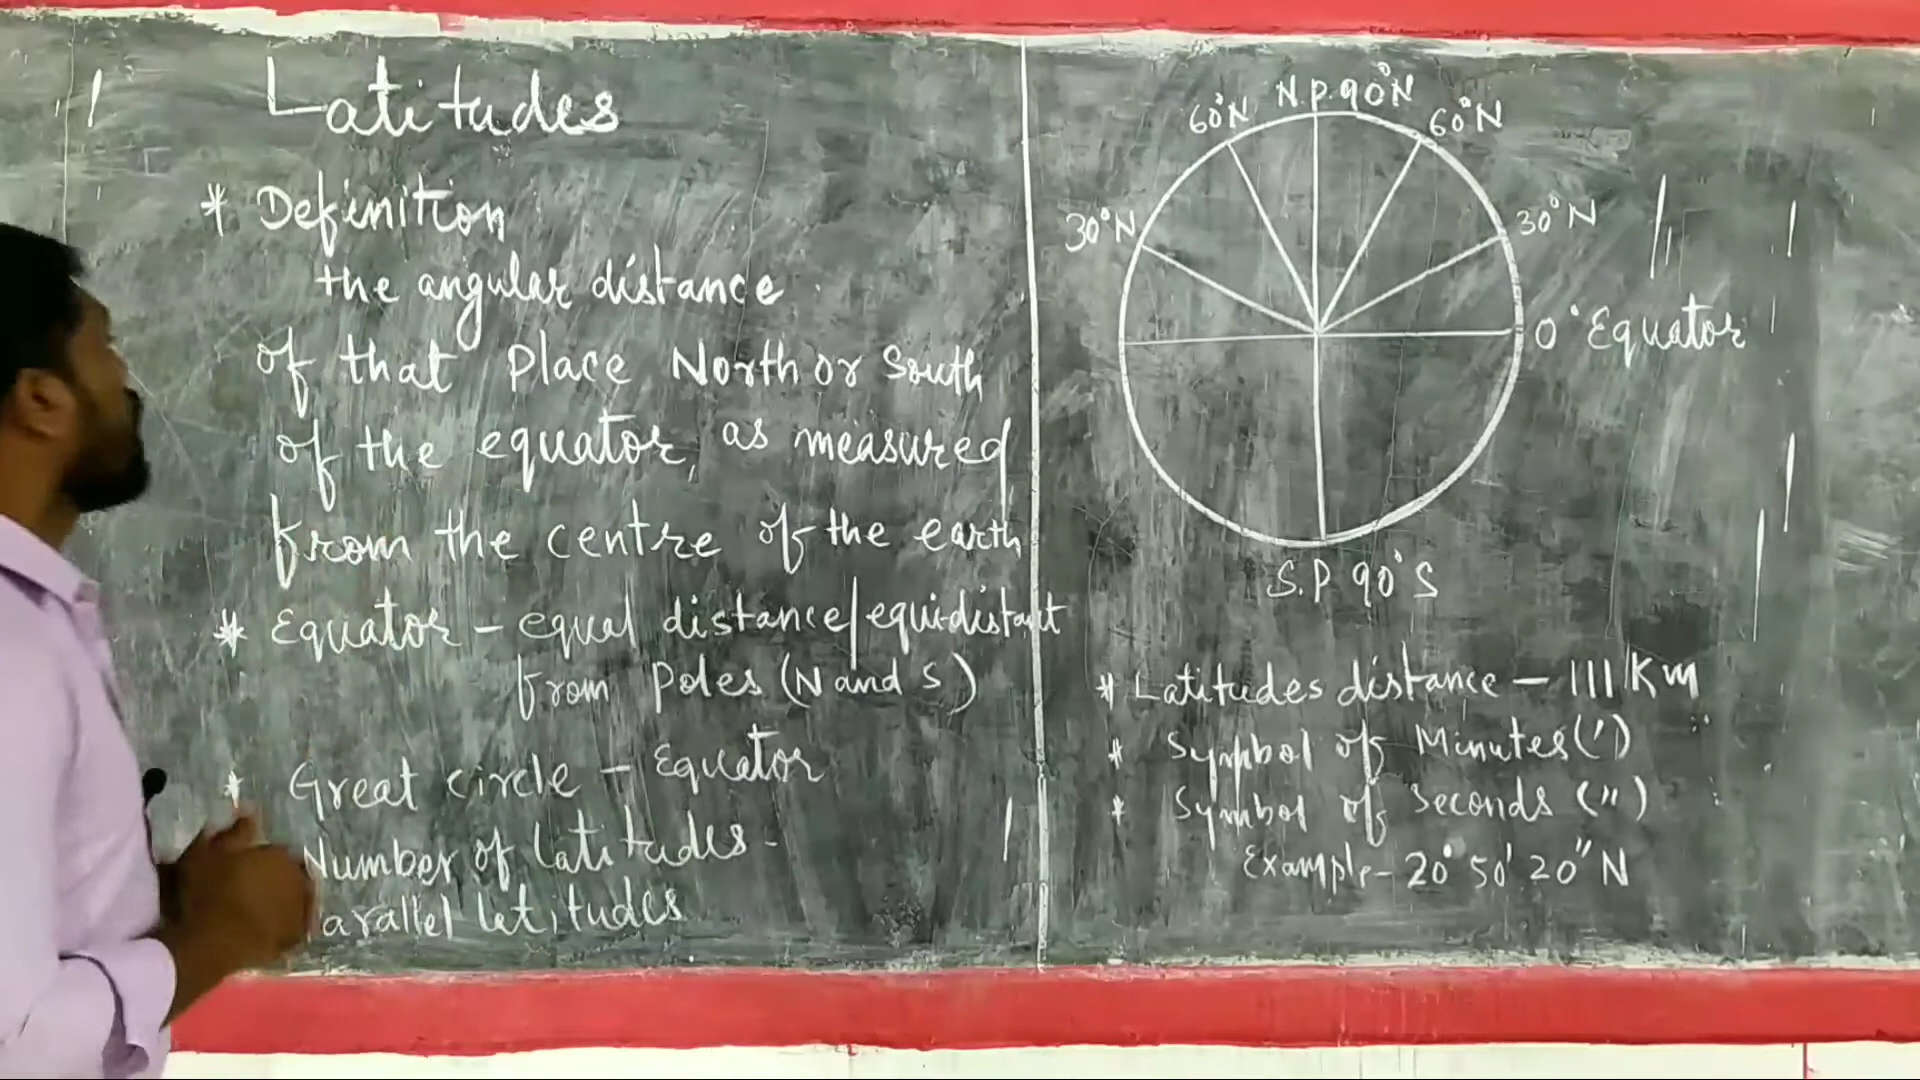 Latitudes
* Definition
the angular distance
of that Place North or South
of the equator, as measured
from the centre of the earth
* Equator - equal distance/equidistant
from Poles (N and S)
* Great circle - Equator
Number of latitudes -
arallel letitudes
N.P. 90°N
60°N
60°N
30°N
30°N
0° Equator
S.P 90°S
* Latitudes distance - 111 Km
* Symbol of Minutes (')
* Symbol of Seconds (")
Example - 20° 50' 20" N